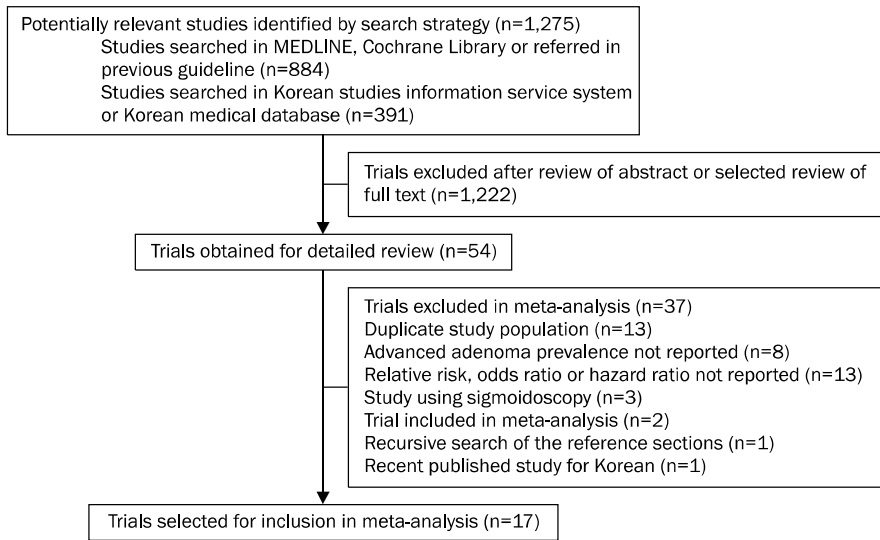 Potentially relevant studies identified by search strategy (n=1,275)
Studies searched in MEDLINE, Cochrane Library or referred in
previous guideline (n=884)
Studies searched in Korean studies information service system
or Korean medical database (n=391)
Trials excluded after review of abstract or selected review of
full text (n=1,222)
Trials obtained for detailed review (n=54)
Trials excluded in meta-analysis (n=37)
Duplicate study population (n=13)
Advanced adenoma prevalence not reported (n=8)
Relative risk, odds ratio or hazard ratio not reported (n=13)
Study using sigmoidoscopy (n=3)
Trial included in meta-analysis (n=2)
Recursive search of the reference sections (n=1)
Recent published study for Korean (n=1)
Trials selected for inclusion in meta-analysis (n=17)